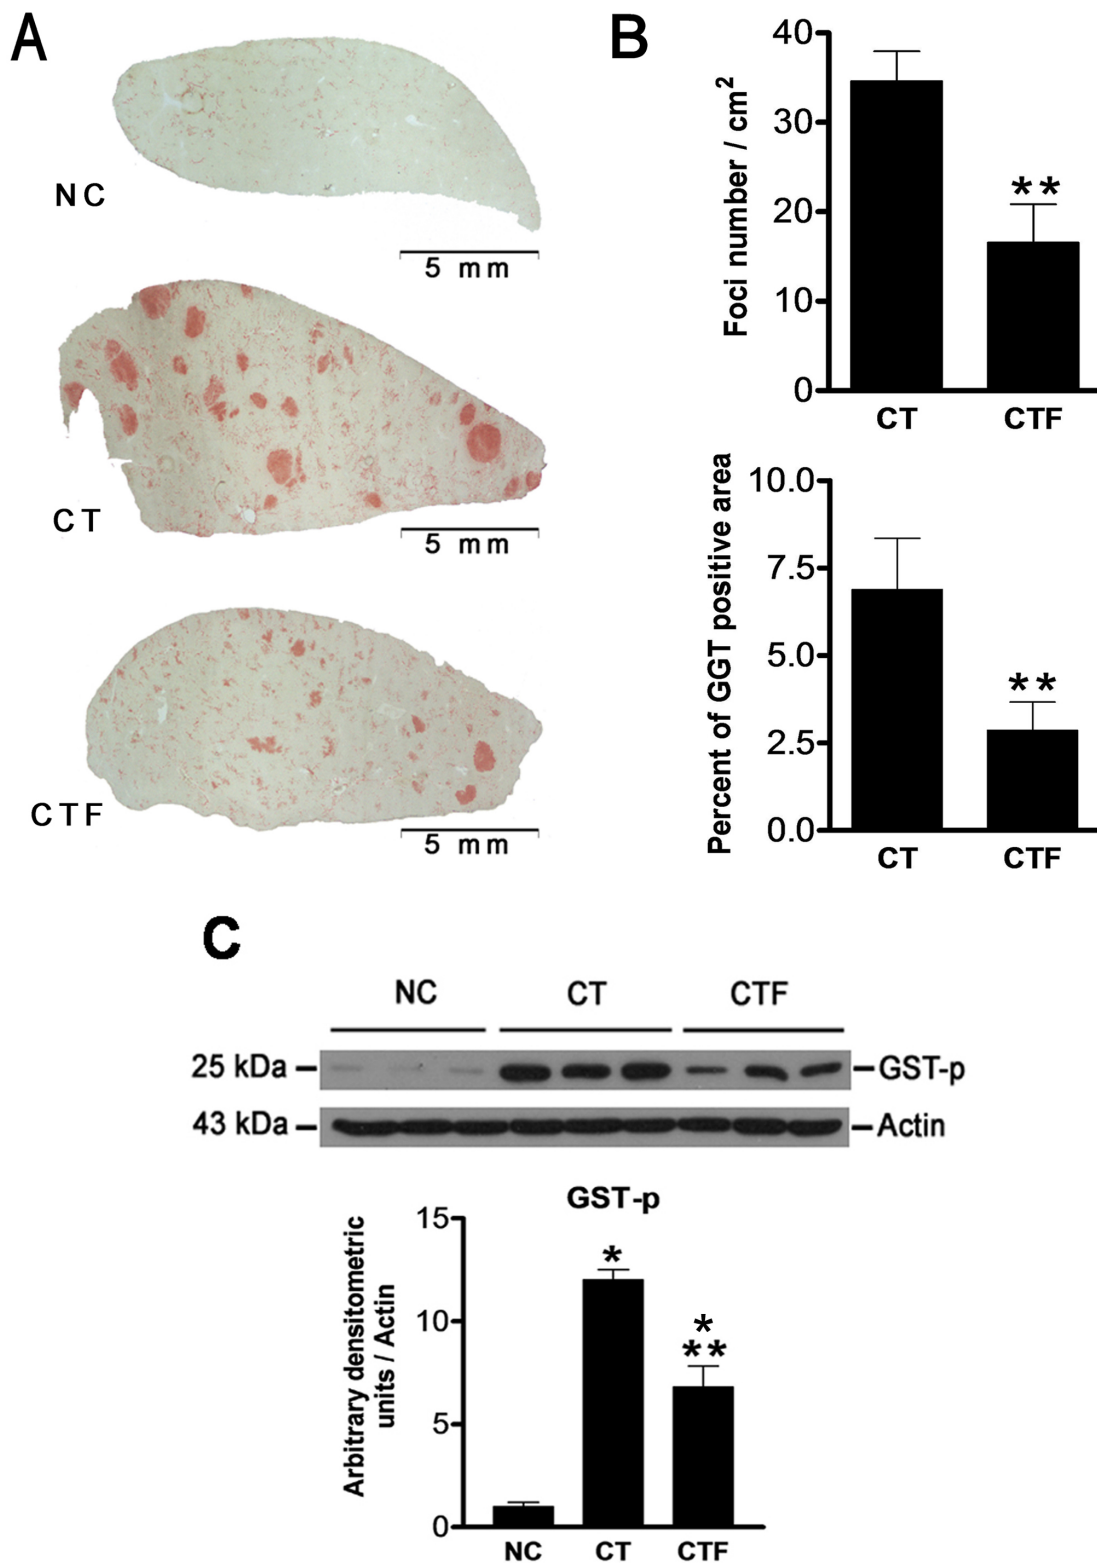 A
NC
5 mm
CT
5 mm
CTF
5 mm
B
Foci number / cm²
40
30
20
10
0
**
CT
CTF
Percent of GGT positive area
10.0
7.5
5.0
2.5
0.0
**
CT
CTF
C
NC
CT
CTF
25 kDa
GST-p
43 kDa
Actin
GST-p
Arbitrary densitometric
units / Actin
15
10
5
0
*
*
**
NC
CT
CTF